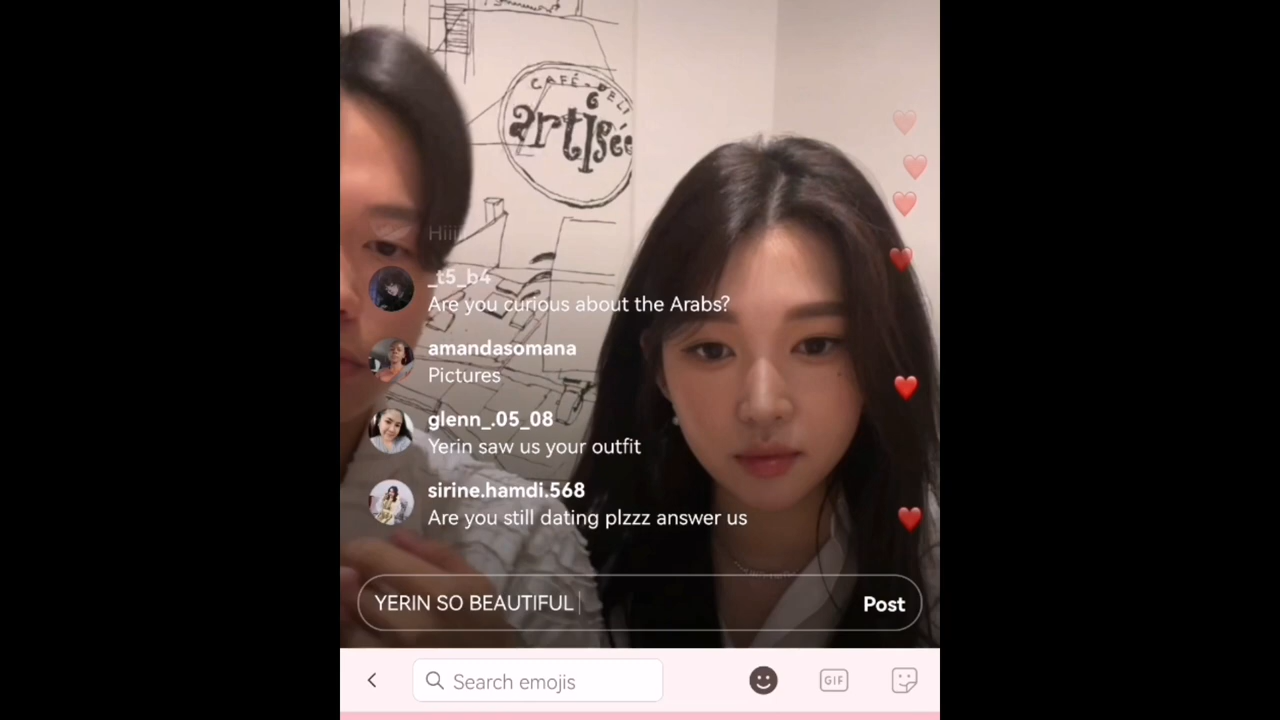 CAFÉ-DELI
artisée
Hiiii
_t5_b4
Are you curious about the Arabs?
amandasomana
Pictures
glenn_.05_08
Yerin saw us your outfit
sirine.hamdi.568
Are you still dating plzzz answer us
YERIN SO BEAUTIFUL
Post
Search emojis
GIF